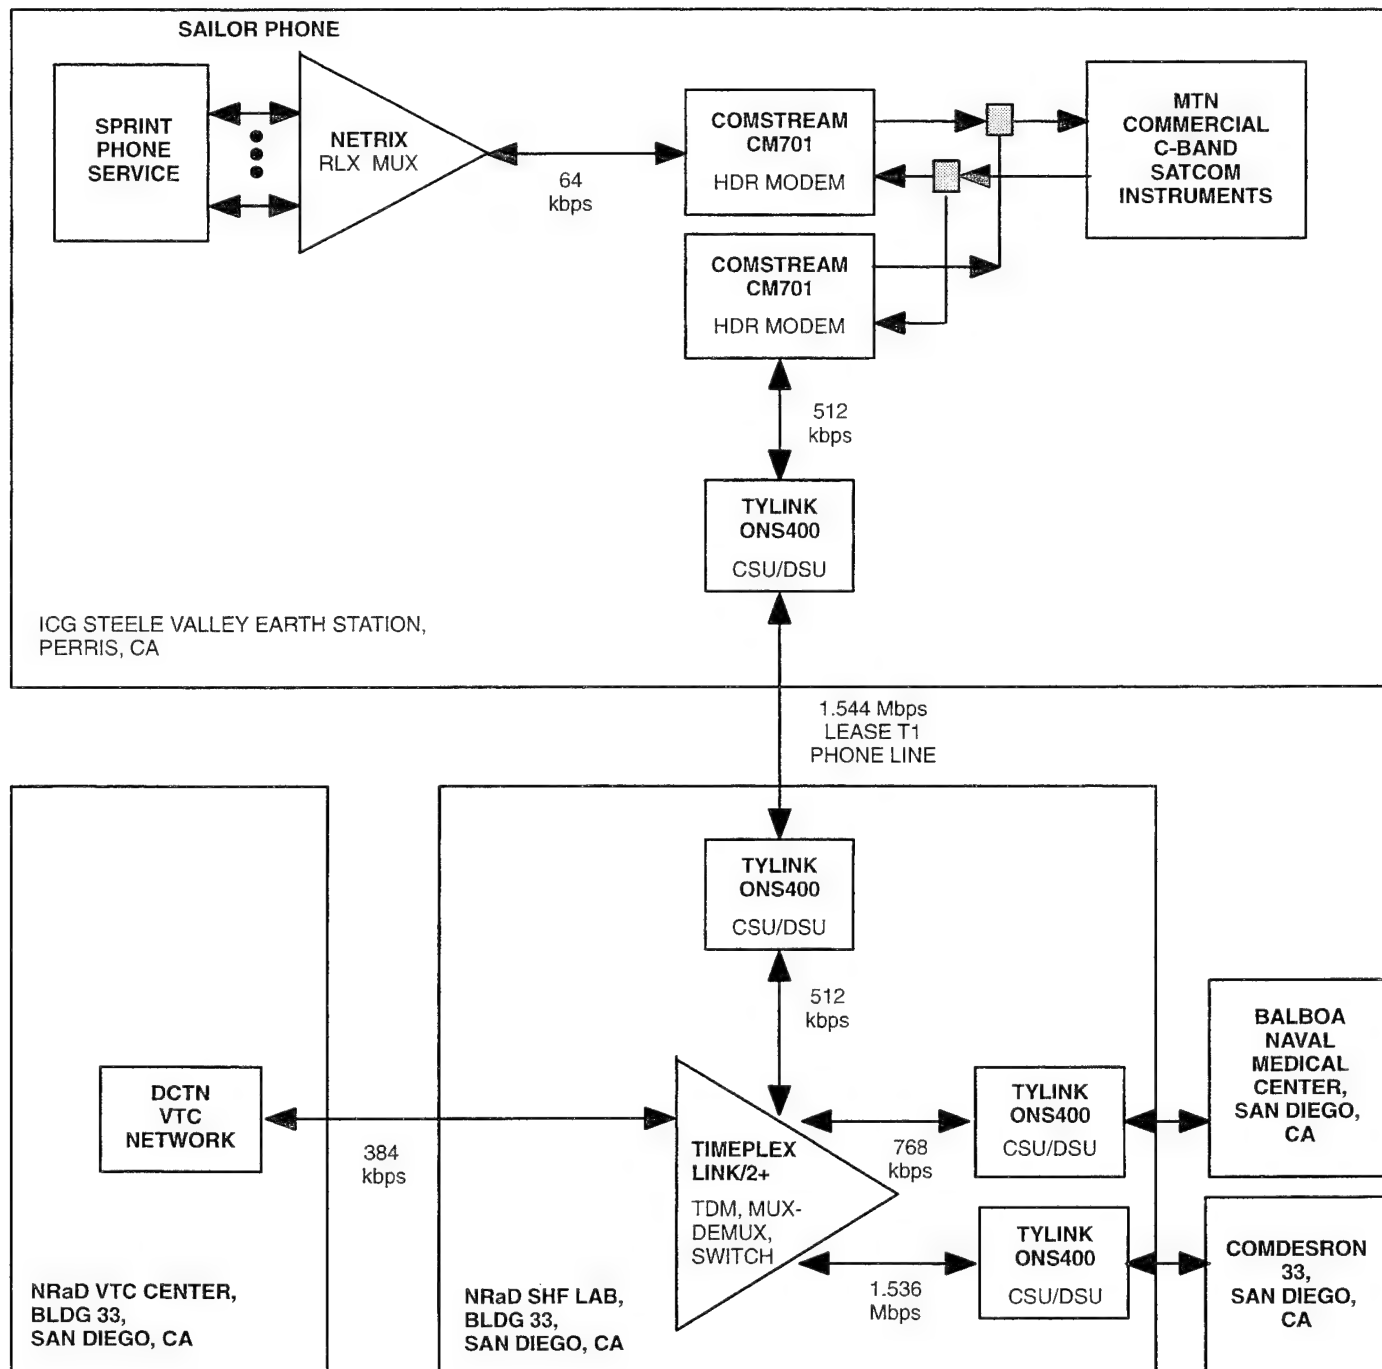 SAILOR PHONE
SPRINT
PHONE
SERVICE
NETRIX
RLX MUX
64
kbps
COMSTREAM
CM701
HDR MODEM
MTN
COMMERCIAL
C-BAND
SATCOM
INSTRUMENTS
COMSTREAM
CM701
HDR MODEM
512
kbps
TYLINK
ONS400
CSU/DSU
ICG STEELE VALLEY EARTH STATION,
PERRIS, CA
1.544 Mbps
LEASE T1
PHONE LINE
TYLINK
ONS400
CSU/DSU
512
kbps
DCTN
VTC
NETWORK
384
kbps
TIMEPLEX
LINK/2+
TDM, MUX-
DEMUX,
SWITCH
768
kbps
TYLINK
ONS400
CSU/DSU
BALBOA
NAVAL
MEDICAL
CENTER,
SAN DIEGO,
CA
1.536
Mbps
TYLINK
ONS400
CSU/DSU
COMDESRON
33,
SAN DIEGO,
CA
NRaD VTC CENTER,
BLDG 33,
SAN DIEGO, CA
NRaD SHF LAB,
BLDG 33,
SAN DIEGO, CA